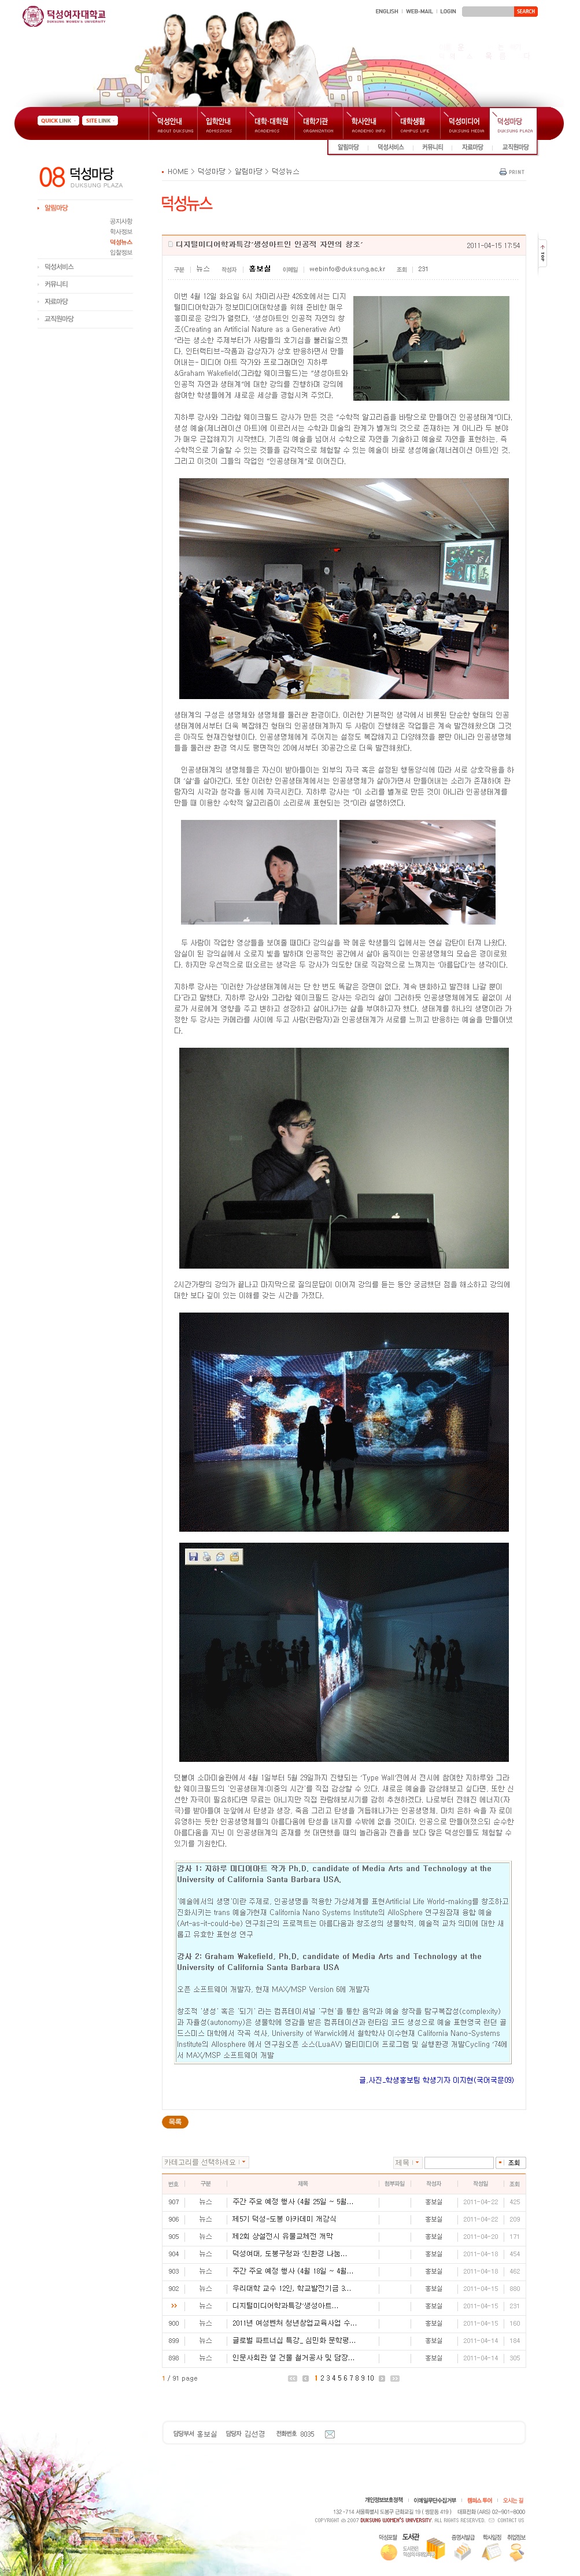 덕성여자대학교
DUKSUNG WOMEN'S UNIVERSITY
ENGLISH
WEB-MAIL
LOGIN
SEARCH
QUICK LINK
SITE LINK
덕성안내
ABOUT DUKSUNG
입학안내
ADMISSIONS
대학·대학원
ACADEMICS
대학기관
ORGANIZATION
학사안내
ACADEMIC INFO
대학생활
CAMPUS LIFE
덕성미디어
DUKSUNG MEDIA
덕성마당
DUKSUNG PLAZA
알림마당
덕성서비스
커뮤니티
자료마당
교직원마당
08 덕성마당
DUKSUNG PLAZA
알림마당
공지사항
학사정보
덕성뉴스
입찰정보
덕성서비스
커뮤니티
자료마당
교직원마당
HOME > 덕성마당 > 알림마당 > 덕성뉴스
PRINT
TOP
덕성뉴스
디지털미디어학과특강'생성아트인 인공적 자연의 창조'
2011-04-15 17:54
구분 뉴스 작성자 홍보실 이메일 webinfo@duksung.ac.kr 조회 231
이번 4월 12일 화요일 6시 차미리사관 426호에서는 디지
털미디어학과가 정보미디어대학생을 위해 준비한 매우
흥미로운 강의가 열렸다. '생성아트인 인공적 자연의 창
조(Creating an Artificial Nature as a Generative Art)
"라는 생소한 주제부터가 사람들의 호기심을 불러일으켰
다. 인터랙티브-작품과 감상자가 상호 반응하면서 만들
어내는- 미디어 아트 작가와 프로그래머인 지하루
&Graham Wakefield(그라함 웨이크필드)는 "생성아트와
인공적 자연과 생태계"에 대한 강의를 진행하며 강의에
참여한 학생들에게 새로운 세상을 경험시켜 주었다.
지하루 강사와 그라함 웨이크필드 강사가 만든 것은 "수학적 알고리즘을 바탕으로 만들어진 인공생태계"이다.
생성 예술(제너레이션 아트)에 이르러서는 수학과 미술의 관계가 별개의 것으로 존재하는 게 아니라 두 분야
가 매우 근접해지기 시작했다. 기존의 예술을 넘어서 수학으로 자연을 기술하고 예술로 자연을 표현하는, 즉
수학적으로 기술할 수 있는 것들을 감각적으로 체험할 수 있는 예술이 바로 생성예술(제너레이션 아트)인 것.
그리고 이것이 그들의 작업인 "인공생태계"로 이어진다.
생태계의 구성은 생명체와 생명체를 둘러싼 환경이다. 이러한 기본적인 생각에서 비롯된 단순한 형태의 인공
생태계에서부터 더욱 복잡해진 형태의 인공생태계까지 두 사람이 진행해온 작업들은 계속 발전해왔으며 그것
은 아직도 현재진행형이다. 인공생명체에게 주어지는 설정도 복잡해지고 다양해졌을 뿐만 아니라 인공생명체
들을 둘러싼 환경 역시도 평면적인 2D에서부터 3D공간으로 더욱 발전해왔다.
인공생태계의 생명체들은 자신이 받아들이는 외부의 자극 혹은 설정된 행동양식에 따라 서로 상호작용을 하
며 '삶'을 살아간다. 또한 이러한 인공생태계에서는 인공생명체가 살아가면서 만들어내는 소리가 존재하여 관
람자의 시각과 청각을 동시에 자극시킨다. 지하루 강사는 "이 소리를 별개로 만든 것이 아니라 인공생태계를
만들 때 이용한 수학적 알고리즘이 소리로써 표현되는 것"이라 설명하였다.
두 사람이 작업한 영상들을 보여줄 때마다 강의실을 꽉 메운 학생들의 입에서는 연실 감탄이 터져 나왔다.
암실이 된 강의실에서 오로지 빛을 발하며 인공적인 공간에서 살아 움직이는 인공생명체의 모습은 경이로웠
다. 하지만 우선적으로 떠오르는 생각은 두 강사가 의도한 대로 직감적으로 느껴지는 '아름답다'는 생각이다.
지하루 강사는 "이러한 가상생태계에서는 단 한 번도 똑같은 장면이 없다. 계속 변화하고 발전해 나갈 뿐이
다"라고 말했다. 지하루 강사와 그라함 웨이크필드 강사는 우리의 삶이 그러하듯 인공생명체에게도 끝없이 서
로가 서로에게 영향을 주고 변하고 성장하고 살아나가는 삶을 부여하고자 했다. 생태계를 하나의 생명이라 가
정한 두 강사는 카메라를 사이에 두고 사람(관람자)과 인공생태계가 서로를 느끼고 반응하는 예술을 만들어냈
다.
2시간가량의 강의가 끝나고 마지막으로 질의문답이 이어져 강의를 듣는 동안 궁금했던 점을 해소하고 강의에
대한 보다 깊이 있는 이해를 갖는 시간을 가졌다.
덧붙여 소마미술관에서 4월 1일부터 5월 29일까지 진행되는 'Type Wall'전에서 전시에 참여한 지하루와 그라
함 웨이크필드의 '인공생태계:이중의 시간'을 직접 감상할 수 있다. 새로운 예술을 감상해보고 싶다면, 또한 신
선한 자극이 필요하다면 무료는 아니지만 직접 관람해보시기를 감히 추천하겠다. 나로부터 전해진 에너지(자
극)를 받아들여 눈앞에서 탄생과 성장, 죽음 그리고 탄생을 거듭해나가는 인공생명체, 마치 은하 속을 자 로이
유영하는 듯한 인공생명체들의 아름다움에 탄성을 내지를 수밖에 없을 것이다. 인공으로 만들어졌으되 순수한
아름다움을 지닌 이 인공생태계의 존재를 첫 대면했을 때의 놀라움과 전율을 보다 많은 덕성인들도 체험할 수
있기를 기원한다.
강사 1: 지하루 미디어아트 작가 Ph.D. candidate of Media Arts and Technology at the
University of California Santa Barbara USA.
'예술에서의 생명'이란 주제로, 인공생명을 적용한 가상세계를 표현Artificial Life World-making를 창조하고
진화시키는 trans 예술가현재 California Nano Systems Institute의 AlloSphere 연구원잠재 융합 예술
(Art-as-it-could-be) 연구최근의 프로젝트는 아름다움과 창조성의 생물학적, 예술적 교차 의미에 대한 새
롭고 유효한 표현성 연구
강사 2: Graham Wakefield, Ph.D. candidate of Media Arts and Technology at the
University of California Santa Barbara USA
오픈 소프트웨어 개발자, 현재 MAX/MSP Version 6에 개발자
창조적 '생성' 혹은 '되기' 라는 컴퓨테이셔널 '구현'을 통한 음악과 예술 창작을 탐구복잡성(complexity)
과 자율성(autonomy)은 생물학에 영감을 받은 컴퓨테이션과 런타임 코드 생성으로 예술 표현영국 런던 골
드스미스 대학에서 작곡 석사, University of Warwick에서 철학학사 이수현재 California Nano-Systems
Institute의 Allosphere 에서 연구원오픈 소스(LuaAV) 멀티미디어 프로그램 및 실행환경 개발Cycling '74에
서 MAX/MSP 소프트웨어 개발
글.사진_학생홍보팀 학생기자 이지현(국어국문09)
목록
카테고리를 선택하세요
제목
조회
번호 구분 제목 첨부파일 작성자 작성일 조회
907 뉴스 주간 주요 예정 행사 (4월 25일 - 5월... 홍보실 2011-04-22 425
906 뉴스 제5기 덕성-도봉 아카데미 개강식 홍보실 2011-04-22 209
905 뉴스 제2회 상설전시 유물교체전 개막 홍보실 2011-04-20 171
904 뉴스 덕성여대, 도봉구청과 '친환경 나눔... 홍보실 2011-04-18 454
903 뉴스 주간 주요 예정 행사 (4월 18일 - 4월... 홍보실 2011-04-18 462
902 뉴스 우리대학 교수 12인, 학교발전기금 3... 홍보실 2011-04-15 880
뉴스 디지털미디어학과특강'생성아트... 홍보실 2011-04-15 231
900 뉴스 2011년 여성벤처 청년창업교육사업 수... 홍보실 2011-04-15 160
899 뉴스 글로벌 파트너십 특강_ 심민화 문학평... 홍보실 2011-04-14 184
898 뉴스 인문사회관 옆 건물 철거공사 및 담장... 홍보실 2011-04-14 305
1 / 91 page
1 2 3 4 5 6 7 8 9 10
담당부서 홍보실 담당자 김선경 전화번호 8035
개인정보보호정책
이메일무단수집거부
캠퍼스 투어
오시는 길
132-714 서울특별시 도봉구 근화교길 19 ( 쌍문동 419 ) 대표전화 (ARS) 02-901-8000
COPYRIGHT ⓒ 2007 DUKSUNG WOMEN'S UNIVERSITY. ALL RIGHTS RESERVED. CONTACT US
덕성포털
도서관
증명서발급
학사일정
취업정보